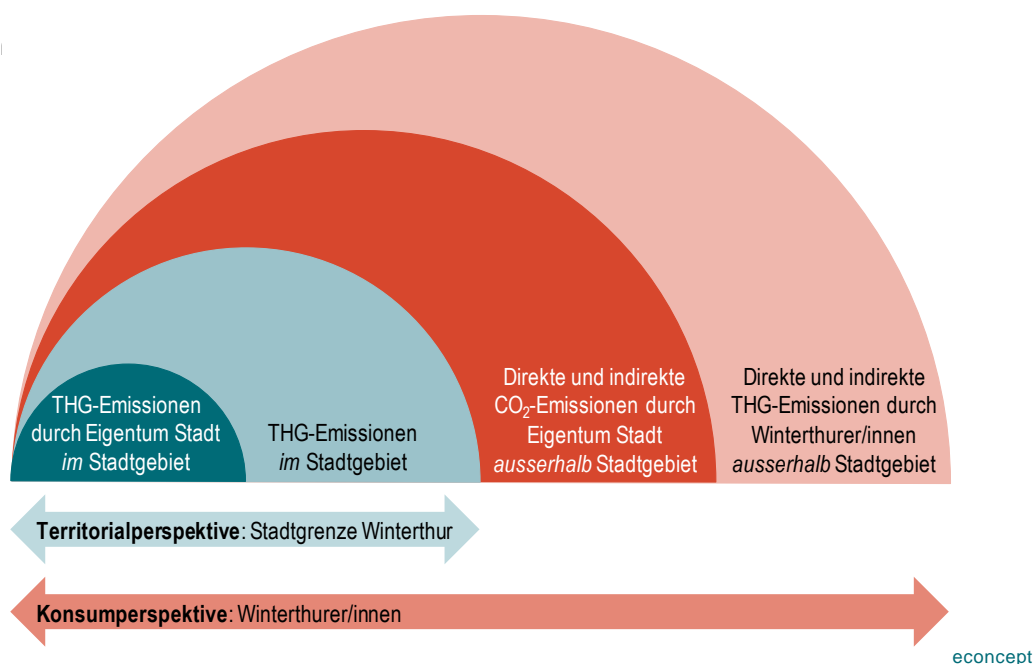 THG-Emissionen
durch Eigentum Stadt
im Stadtgebiet
THG-Emissionen
im Stadtgebiet
Direkte und indirekte
CO₂-Emissionen durch
Eigentum Stadt
ausserhalb Stadtgebiet
Direkte und indirekte
THG-Emissionen durch
Winterthurer/innen
ausserhalb Stadtgebiet
Territorialperspektive: Stadtgrenze Winterthur
Konsumperspektive: Winterthurer/innen
econcept